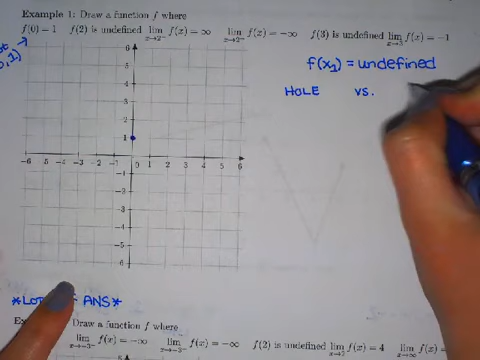 Example 1: Draw a function f where
f(0) = 1 f(2) is undefined lim x→2⁻ f(x) = ∞ lim x→2⁺ f(x) = −∞ f(3) is undefined lim x→3 f(x) = −1
f(x₁) = undefined
HOLE vs.
6
5
4
3
2
1
-6 -5 -4 -3 -2 -1 0 1 2 3 4 5 6
-1
-2
-3
-4
-5
-6
ANS*
Draw a function f where
lim x→−3⁻ f(x) = −∞ lim x→−3⁺ f(x) = −∞ f(2) is undefined lim x→2 f(x) = 4 lim x→∞
6